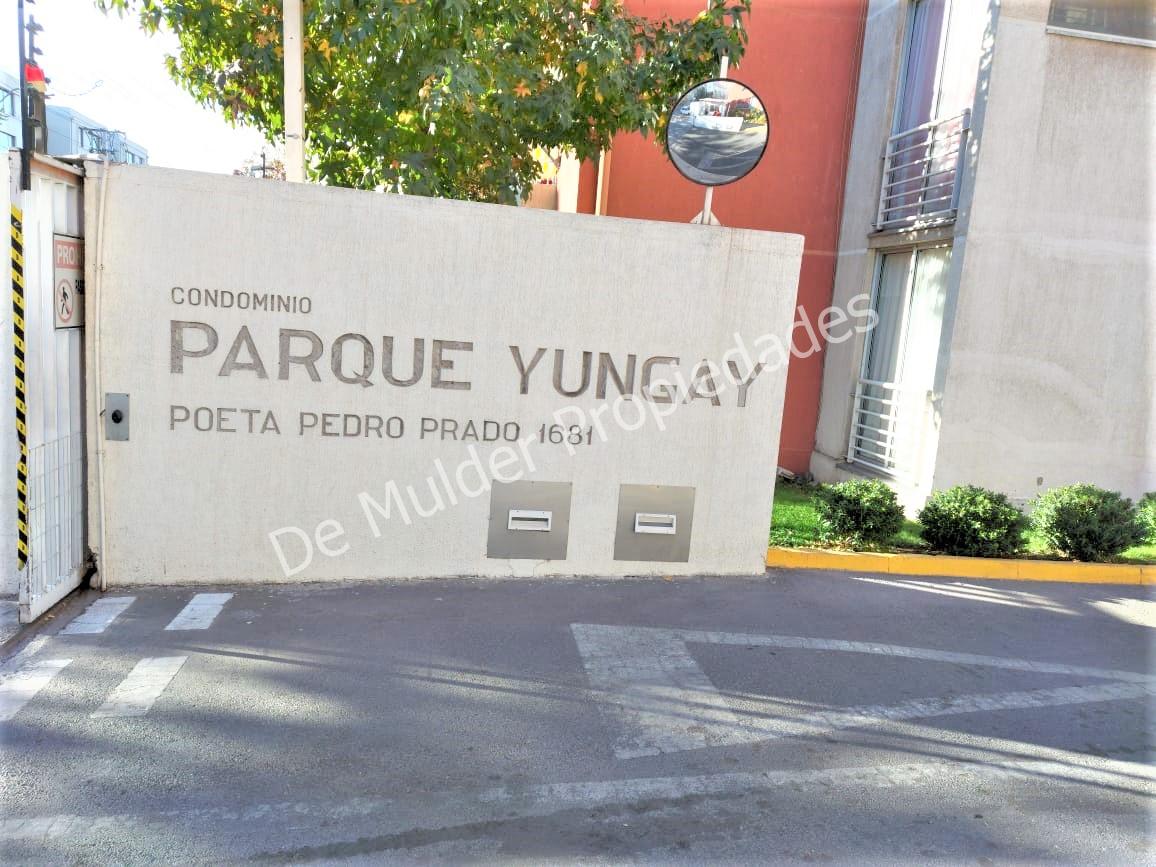 CONDOMINIO
PARQUE YUNGAY
POETA PEDRO PRADO 1681
De Mulder Propiedades